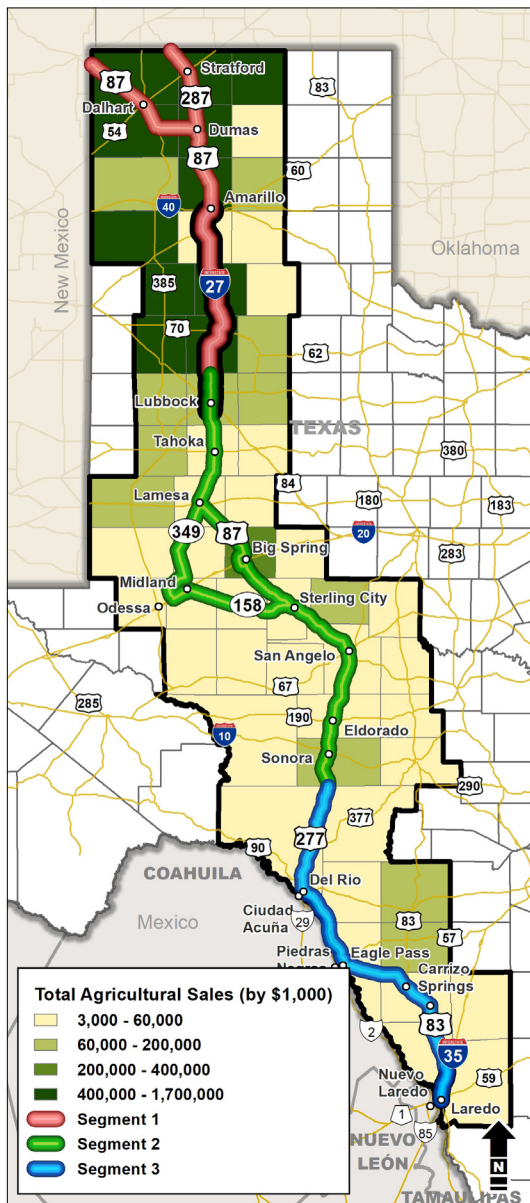 Stratford
87
287
83
Dalhart
54
Dumas
87
60
40
Amarillo
New Mexico
Oklahoma
385
INTERSTATE
27
70
62
Lubbock
TEXAS
Tahoka
380
84
Lamesa
180
183
349
87
20
Big Spring
283
Midland
158
Odessa
Sterling City
San Angelo
67
285
190
Eldorado
10
Sonora
290
377
277
90
COAHUILA
Del Rio
Mexico
Ciudad
Acuña
29
83
57
Piedras
Eagle Pass
Carrizo
Springs
83
2
INTERSTATE
35
59
Nuevo
Laredo
1
Laredo
85
NUEVO
LEÓN
N
TAMAULIPAS
Total Agricultural Sales (by $1,000)
3,000 - 60,000
60,000 - 200,000
200,000 - 400,000
400,000 - 1,700,000
Segment 1
Segment 2
Segment 3